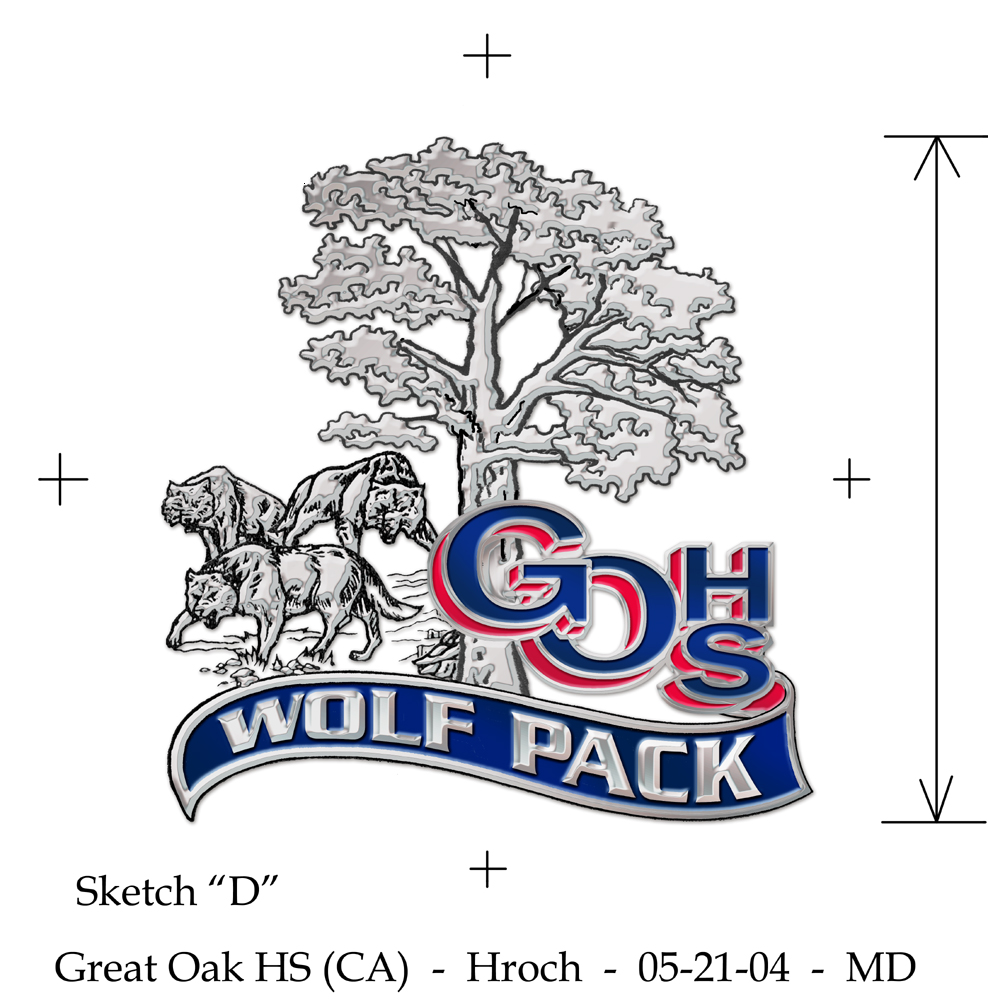 GOHS
WOLF PACK
Sketch “D”
Great Oak HS (CA) - Hroch - 05-21-04 - MD